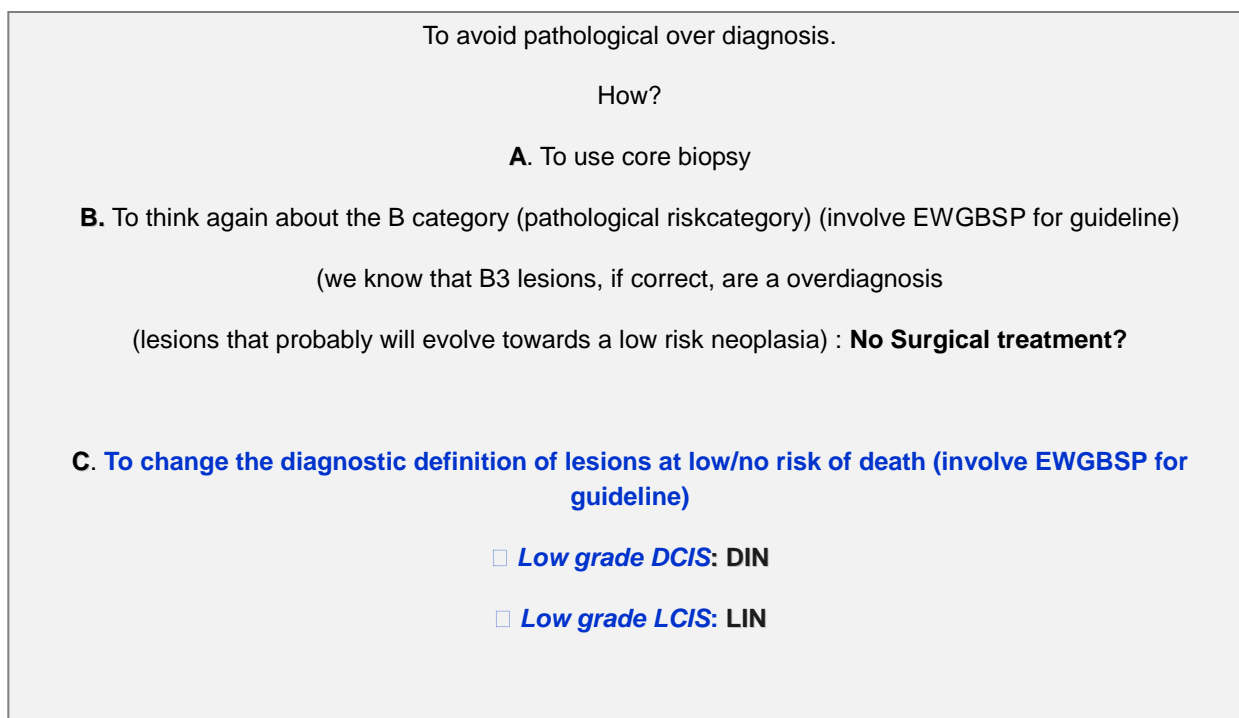 To avoid pathological over diagnosis.
How?
A. To use core biopsy
B. To think again about the B category (pathological riskcategory) (involve EWGBSP for guideline)
(we know that B3 lesions, if correct, are a overdiagnosis
(lesions that probably will evolve towards a low risk neoplasia) : No Surgical treatment?
C. To change the diagnostic definition of lesions at low/no risk of death (involve EWGBSP for
guideline)
□ Low grade DCIS: DIN
□ Low grade LCIS: LIN